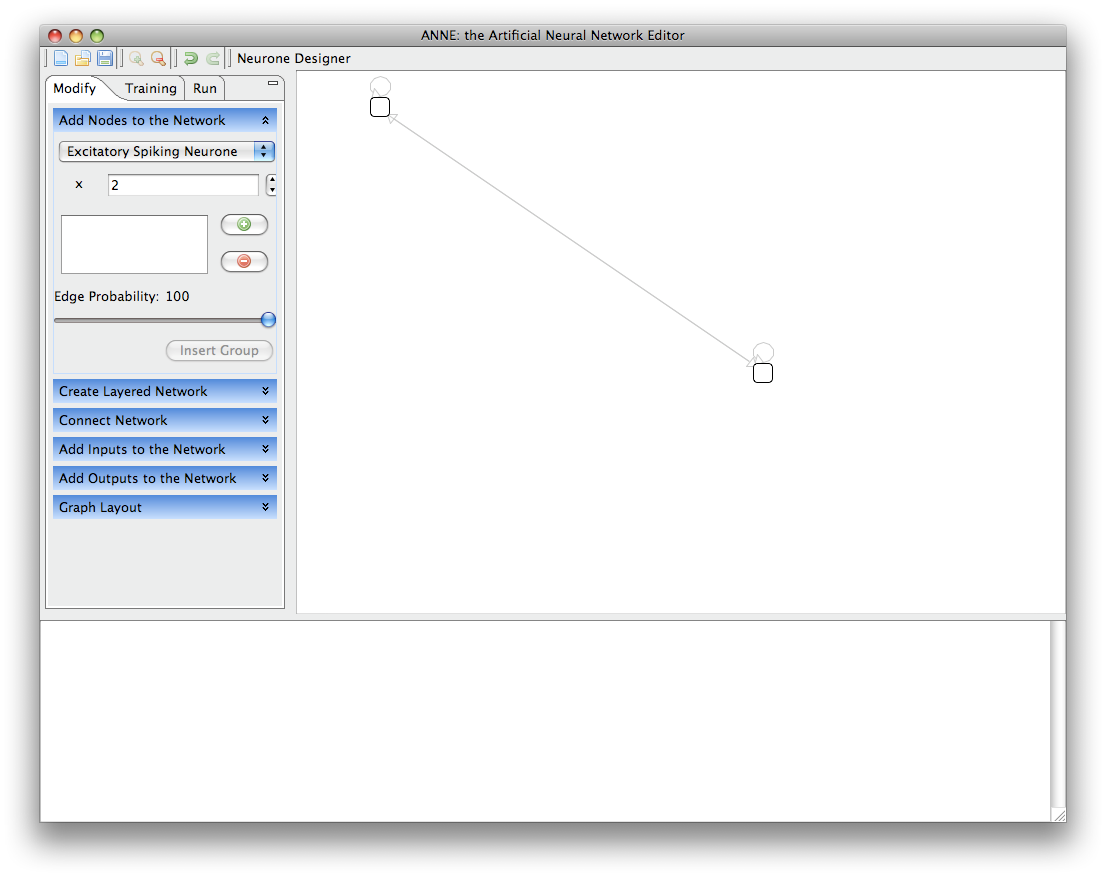 ANNE: the Artificial Neural Network Editor
Neurone Designer
Modify Training Run
Add Nodes to the Network
Excitatory Spiking Neurone
x 2
Edge Probability: 100
Insert Group
Create Layered Network
Connect Network
Add Inputs to the Network
Add Outputs to the Network
Graph Layout